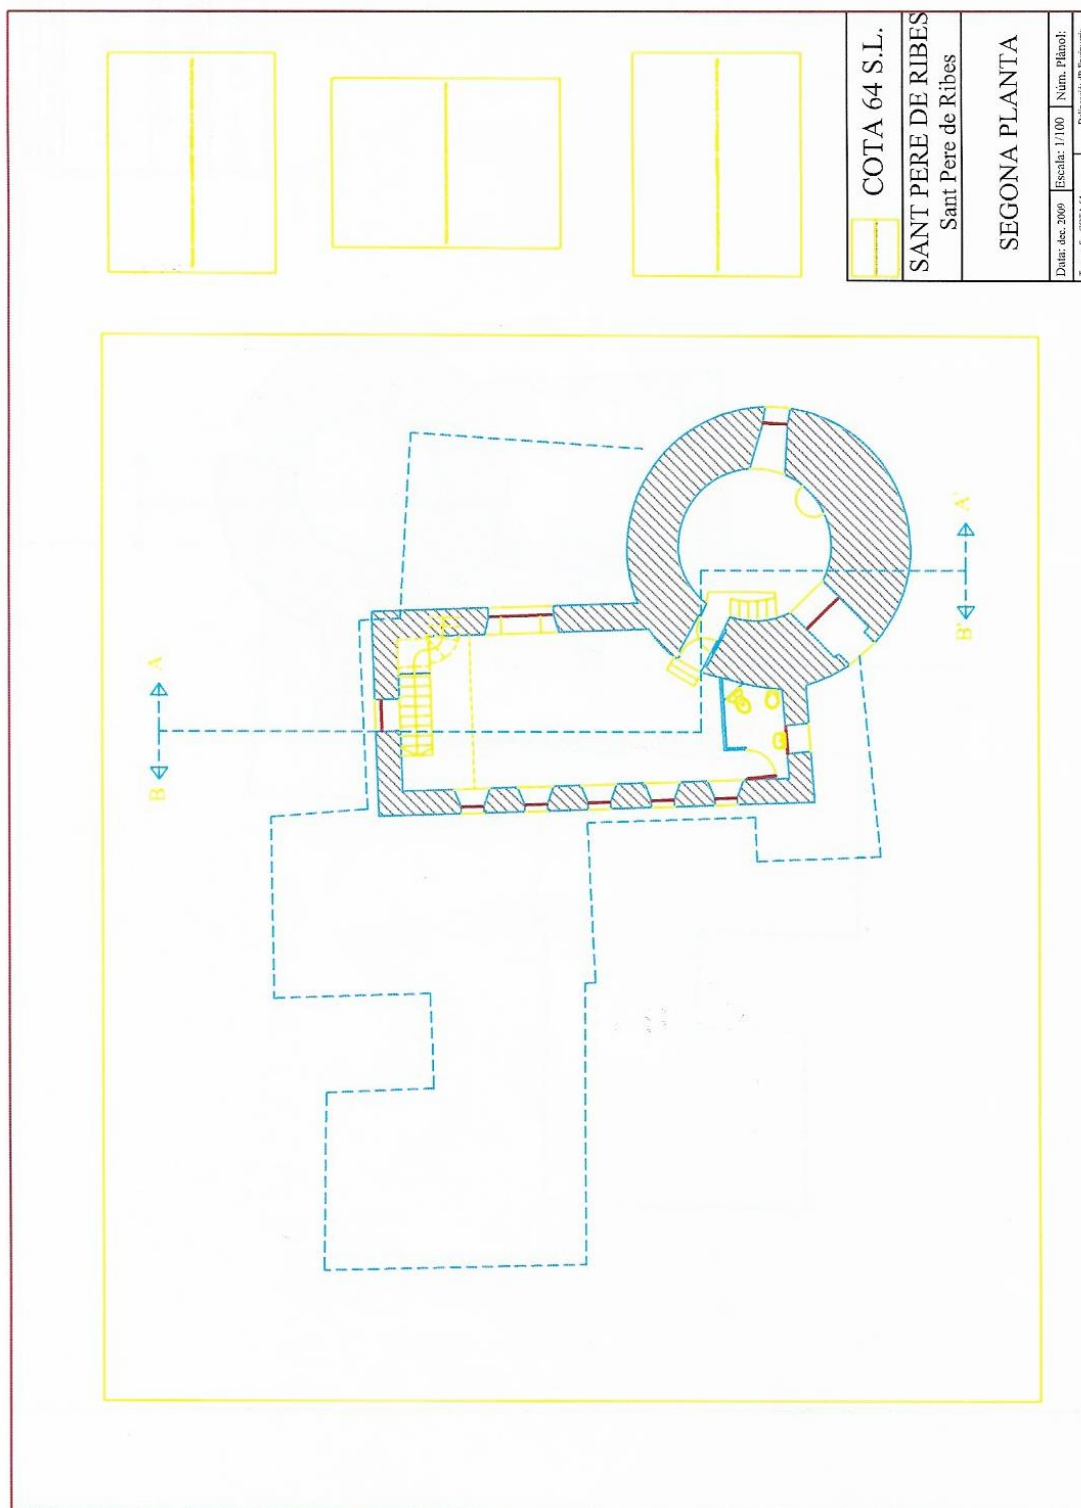 COTA 64 S.L.
SANT PERE DE RIBES
Sant Pere de Ribes
SEGONA PLANTA
Data: dec. 2009 Escala: 1/100 Núm. Plànol:
B A
B' A'